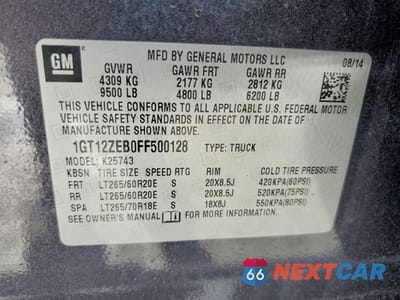 GM
MFD BY GENERAL MOTORS LLC
08/14
GVWR GAWR FRT GAWR RR
4309 KG 2177 KG 2812 KG
9500 LB 4800 LB 6200 LB
THIS VEHICLE CONFORMS TO ALL APPLICABLE U.S. FEDERAL MOTOR
VEHICLE SAFETY STANDARDS IN EFFECT ON THE DATE OF
MANUFACTURE SHOWN ABOVE.
1GT12ZEB0FF500128 TYPE: TRUCK
MODEL: K25743
KBSN TIRE SIZE SPEED RTG RIM COLD TIRE PRESSURE
FRT LT265/60R20E S 20X8.5J 420KPA(60PSI)
RR LT265/60R20E S 20X8.5J 520KPA(75PSI)
SPA LT265/70R18E S 18X8J 550KPA(80PSI)
SEE OWNER'S MANUAL FOR ADDITIONAL INFORMATION.
66 NEXTCAR